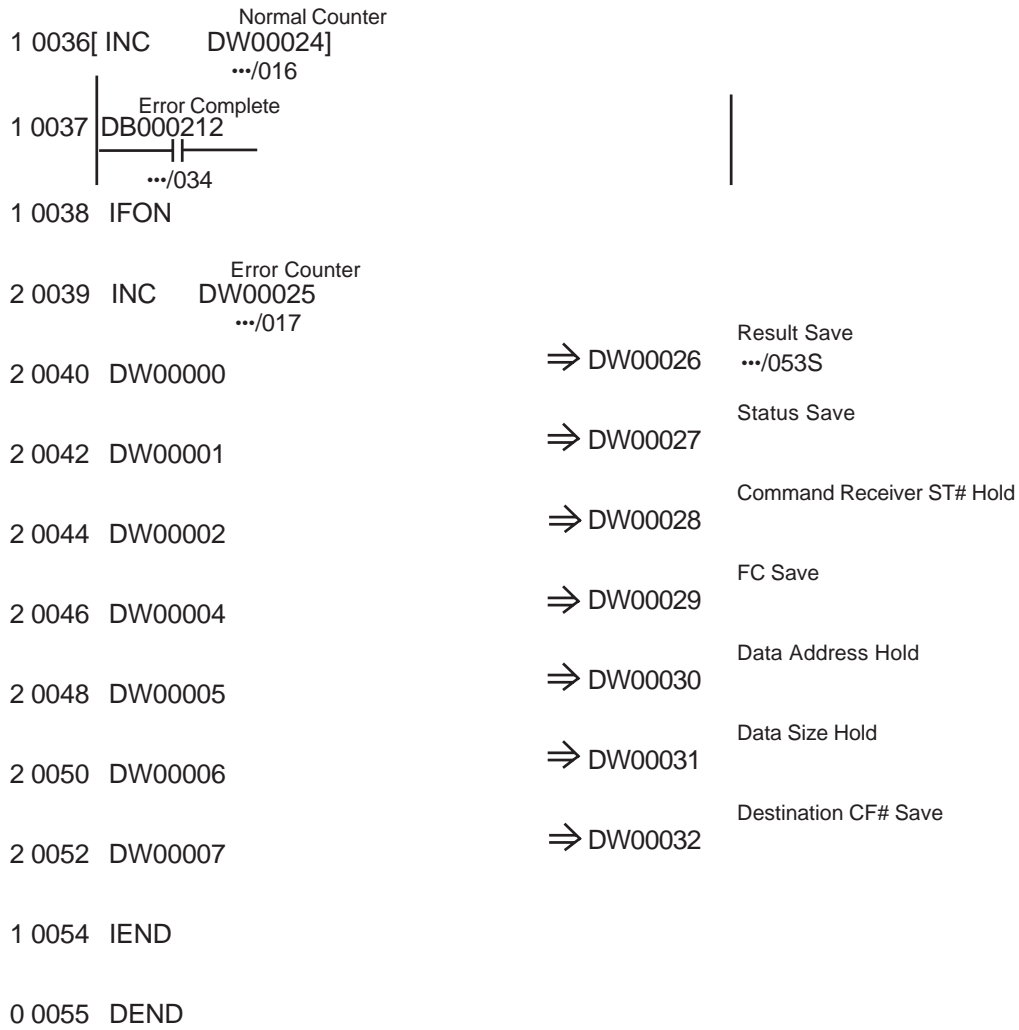 Normal Counter
1 0036[ INC DW00024]
•••/016
Error Complete
1 0037 DB000212
•••/034
1 0038 IFON
Error Counter
2 0039 INC DW00025
•••/017
Result Save
2 0040 DW00000 ⇒ DW00026 •••/053S
Status Save
2 0042 DW00001 ⇒ DW00027
Command Receiver ST# Hold
2 0044 DW00002 ⇒ DW00028
FC Save
2 0046 DW00004 ⇒ DW00029
Data Address Hold
2 0048 DW00005 ⇒ DW00030
Data Size Hold
2 0050 DW00006 ⇒ DW00031
Destination CF# Save
2 0052 DW00007 ⇒ DW00032
1 0054 IEND
0 0055 DEND